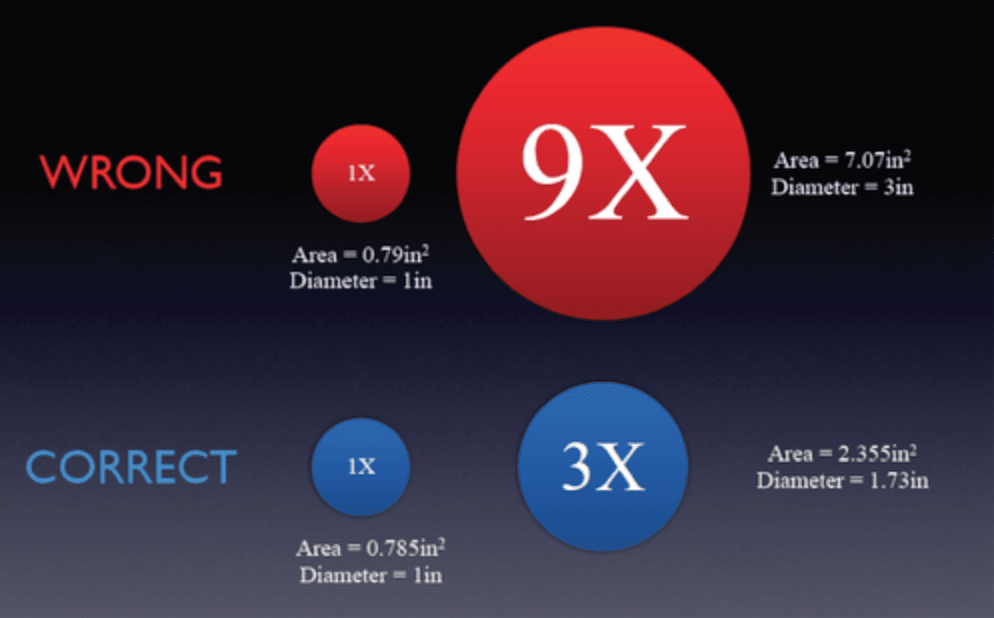 WRONG
1X
9X
Area = 7.07in²
Diameter = 3in
Area = 0.79in²
Diameter = 1in
CORRECT
1X
3X
Area = 2.355in²
Diameter = 1.73in
Area = 0.785in²
Diameter = 1in